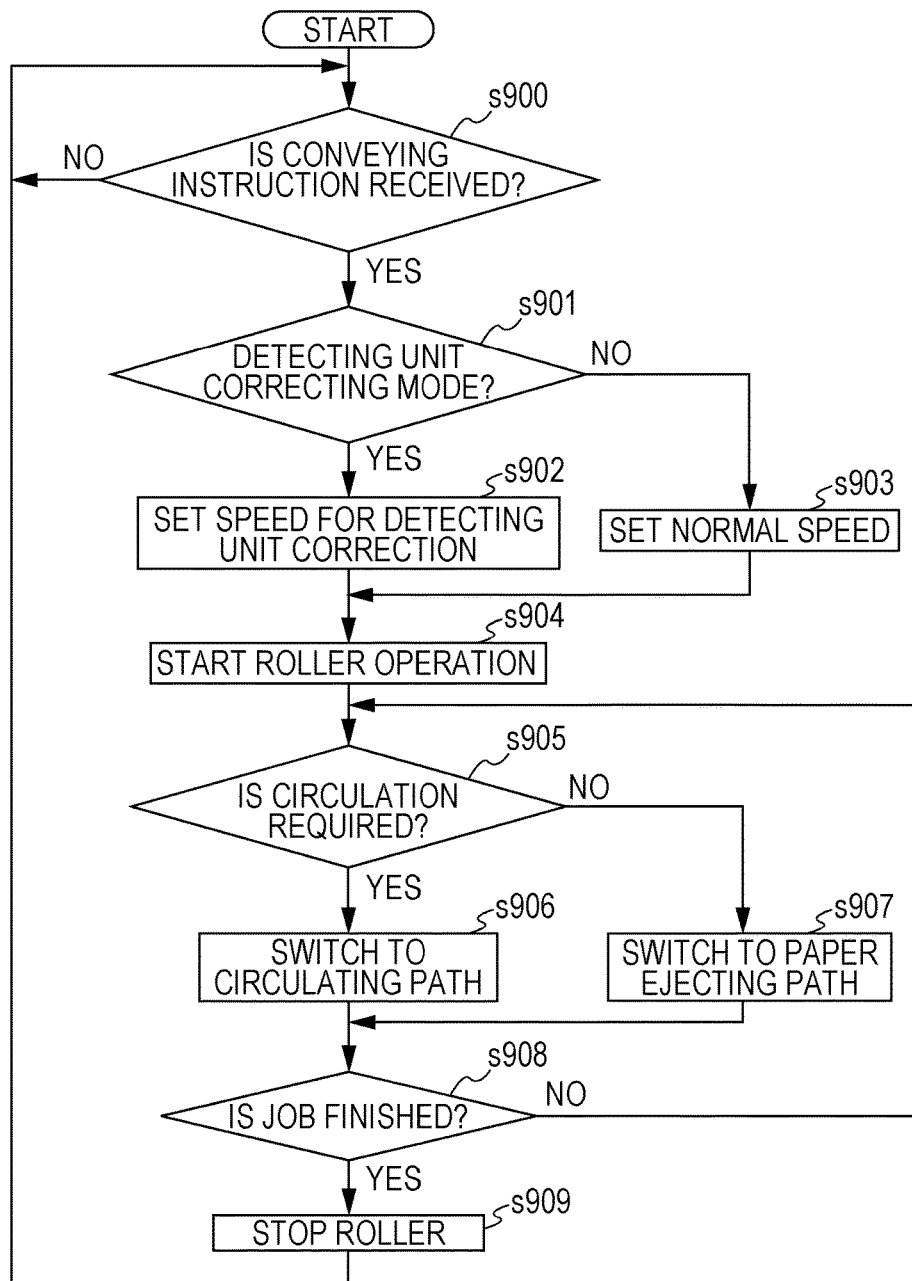 START
s900
IS CONVEYING
INSTRUCTION RECEIVED?
NO
YES
s901
DETECTING UNIT
CORRECTING MODE?
NO
YES
s902
SET SPEED FOR DETECTING
UNIT CORRECTION
s903
SET NORMAL SPEED
s904
START ROLLER OPERATION
s905
IS CIRCULATION
REQUIRED?
NO
YES
s906
SWITCH TO
CIRCULATING PATH
s907
SWITCH TO PAPER
EJECTING PATH
s908
IS JOB FINISHED?
NO
YES
s909
STOP ROLLER